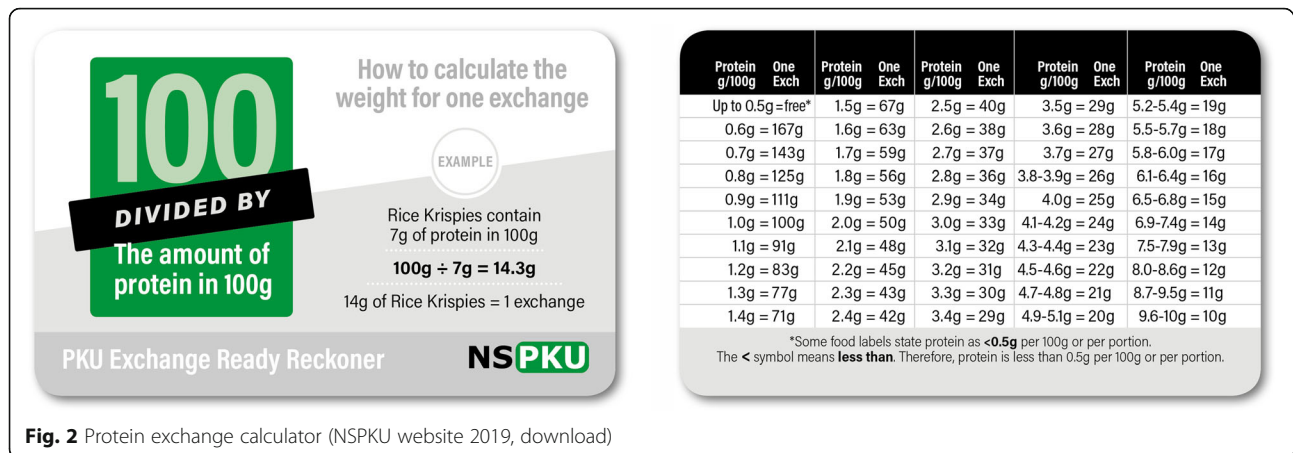 100
DIVIDED BY
The amount of
protein in 100g
How to calculate the
weight for one exchange
EXAMPLE
Rice Krispies contain
7g of protein in 100g
100g ÷ 7g = 14.3g
14g of Rice Krispies = 1 exchange
PKU Exchange Ready Reckoner
NSPKU
Protein One Protein One Protein One Protein One Protein One
g/100g Exch g/100g Exch g/100g Exch g/100g Exch g/100g Exch
Up to 0.5g=free* 1.5g = 67g 2.5g = 40g 3.5g = 29g 5.2-5.4g = 19g
0.6g = 167g 1.6g = 63g 2.6g = 38g 3.6g = 28g 5.5-5.7g = 18g
0.7g = 143g 1.7g = 59g 2.7g = 37g 3.7g = 27g 5.8-6.0g = 17g
0.8g = 125g 1.8g = 56g 2.8g = 36g 3.8-3.9g = 26g 6.1-6.4g = 16g
0.9g = 111g 1.9g = 53g 2.9g = 34g 4.0g = 25g 6.5-6.8g = 15g
1.0g = 100g 2.0g = 50g 3.0g = 33g 4.1-4.2g = 24g 6.9-7.4g = 14g
1.1g = 91g 2.1g = 48g 3.1g = 32g 4.3-4.4g = 23g 7.5-7.9g = 13g
1.2g = 83g 2.2g = 45g 3.2g = 31g 4.5-4.6g = 22g 8.0-8.6g = 12g
1.3g = 77g 2.3g = 43g 3.3g = 30g 4.7-4.8g = 21g 8.7-9.5g = 11g
1.4g = 71g 2.4g = 42g 3.4g = 29g 4.9-5.1g = 20g 9.6-10g = 10g
*Some food labels state protein as <0.5g per 100g or per portion.
The < symbol means less than. Therefore, protein is less than 0.5g per 100g or per portion.
Fig. 2 Protein exchange calculator (NSPKU website 2019, download)